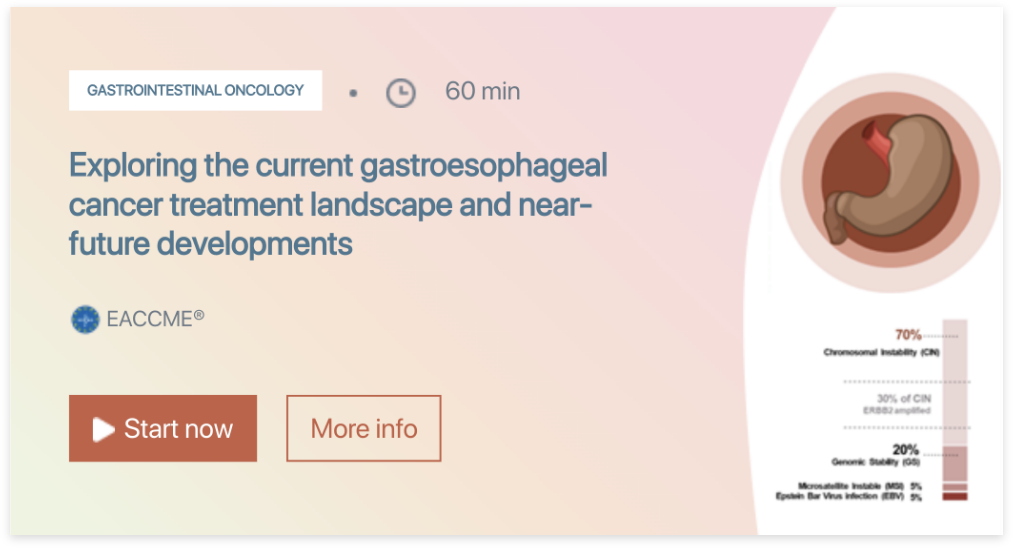 GASTROINTESTINAL ONCOLOGY • 60 min
Exploring the current gastroesophageal
cancer treatment landscape and near-
future developments
EACCME®
Start now
More info
70%
Chromosomal Instability (CIN)
30% of CIN
ERBB2 amplified
20%
Genomic Stability (GS)
Microsatellite Instable (MSI) 5%
Epstein Bar Virus Infection (EBV) 5%